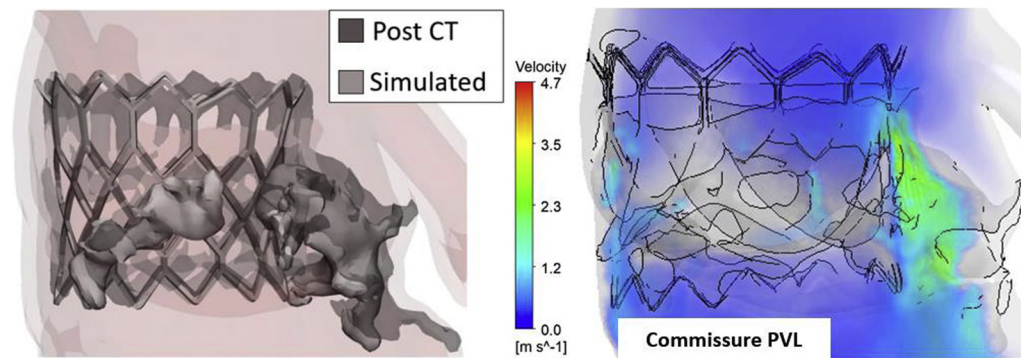 Post CT
Simulated
Velocity
4.7
3.5
2.3
1.2
0.0
[m s^-1]
Commissure PVL